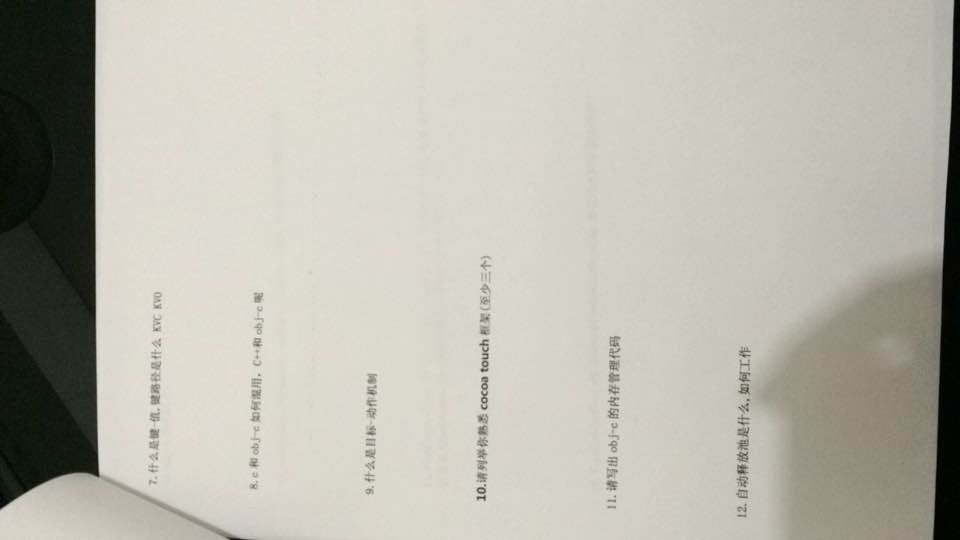 7. 什么是键-值,键路径是什么 KVC KVO
8. c 和 obj-c 如何混用，C++和 obj-c 呢
9. 什么是目标-动作机制
10.请列举你熟悉 cocoa touch 框架(至少三个)
11. 请写出 obj-c 的内存管理代码
12. 自动释放池是什么,如何工作